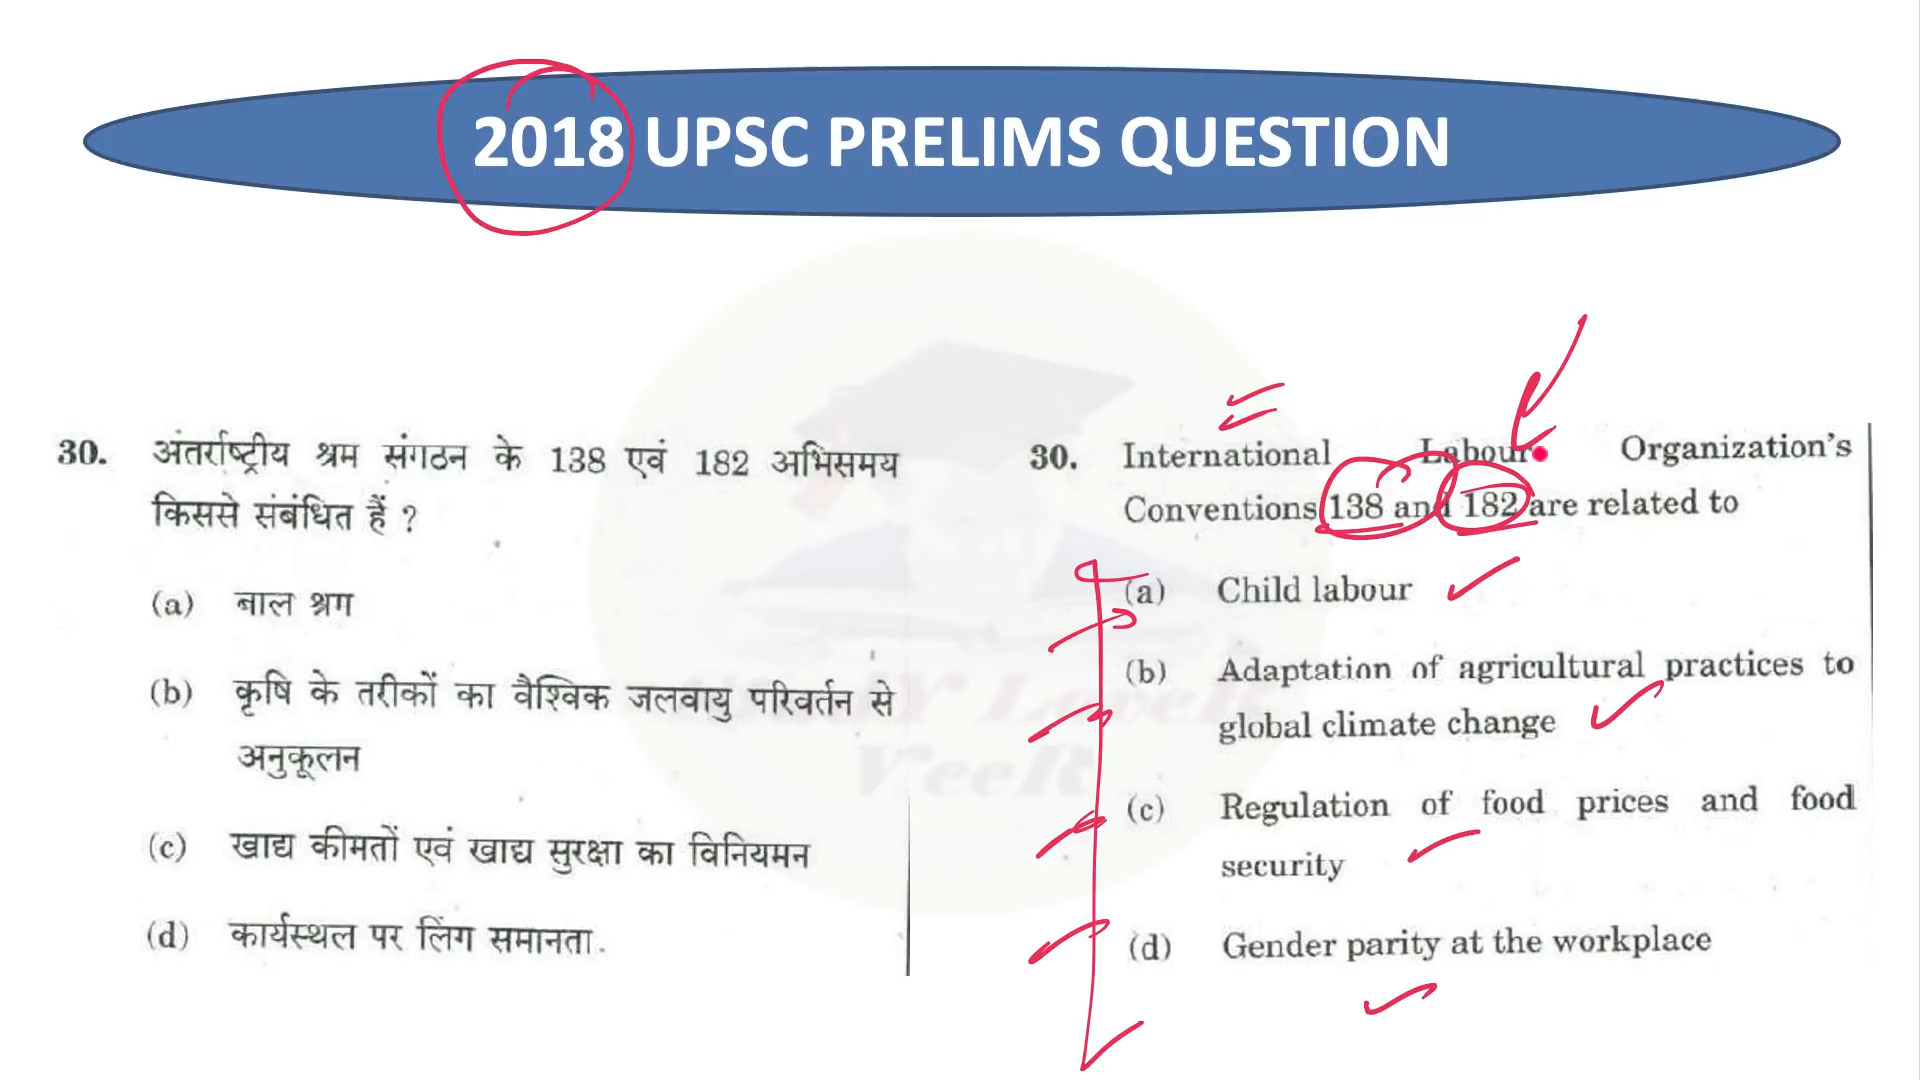 2018 UPSC PRELIMS QUESTION
30. अंतर्राष्ट्रीय श्रम संगठन के 138 एवं 182 अभिसमय
किससे संबंधित हैं ?
(a) बाल श्रम
(b) कृषि के तरीकों का वैश्विक जलवायु परिवर्तन से
अनुकूलन
(c) खाद्य कीमतों एवं खाद्य सुरक्षा का विनियमन
(d) कार्यस्थल पर लिंग समानता.
30. International Labour Organization's
Conventions 138 and 182 are related to
(a) Child labour
(b) Adaptation of agricultural practices to
global climate change
(c) Regulation of food prices and food
security
(d) Gender parity at the workplace
LoveR
VeeR